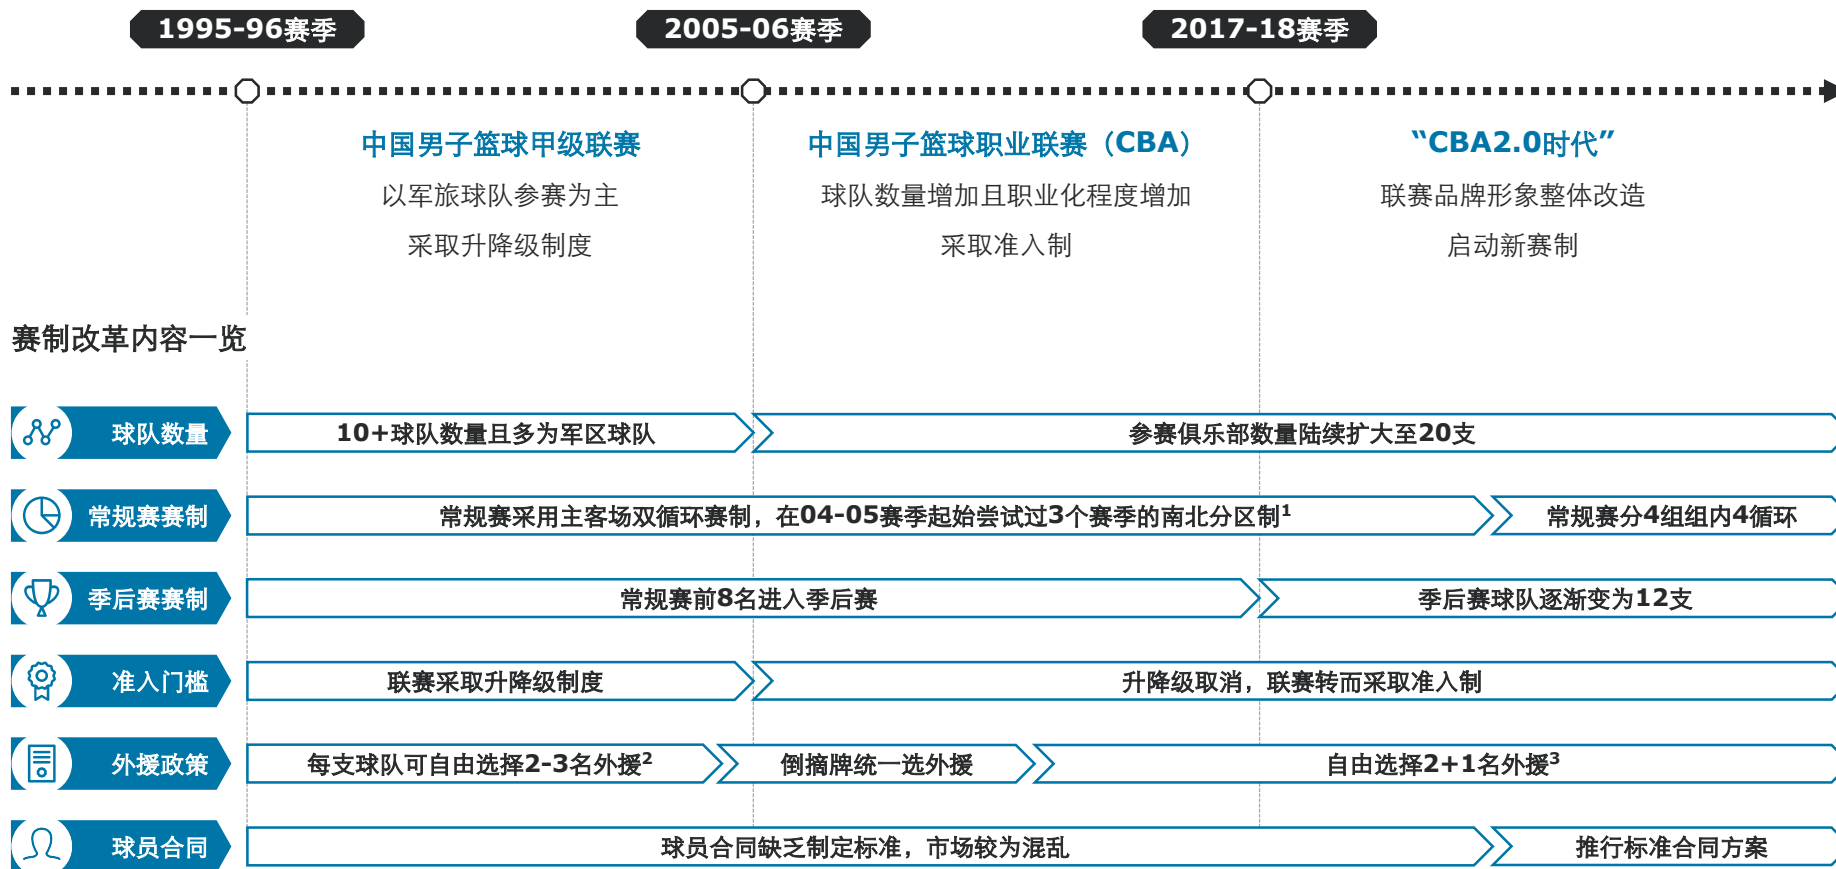 1995-96赛季
2005-06赛季
2017-18赛季
中国男子篮球甲级联赛
以军旅球队参赛为主
采取升降级制度
中国男子篮球职业联赛（CBA）
球队数量增加且职业化程度增加
采取准入制
“CBA2.0时代”
联赛品牌形象整体改造
启动新赛制
赛制改革内容一览
球队数量
10+球队数量且多为军区球队
参赛俱乐部数量陆续扩大至20支
常规赛赛制
常规赛采用主客场双循环赛制，在04-05赛季起始尝试过3个赛季的南北分区制¹
常规赛分4组组内4循环
季后赛赛制
常规赛前8名进入季后赛
季后赛球队逐渐变为12支
准入门槛
联赛采取升降级制度
升降级取消，联赛转而采取准入制
外援政策
每支球队可自由选择2-3名外援²
倒摘牌统一选外援
自由选择2+1名外援³
球员合同
球员合同缺乏制定标准，市场较为混乱
推行标准合同方案